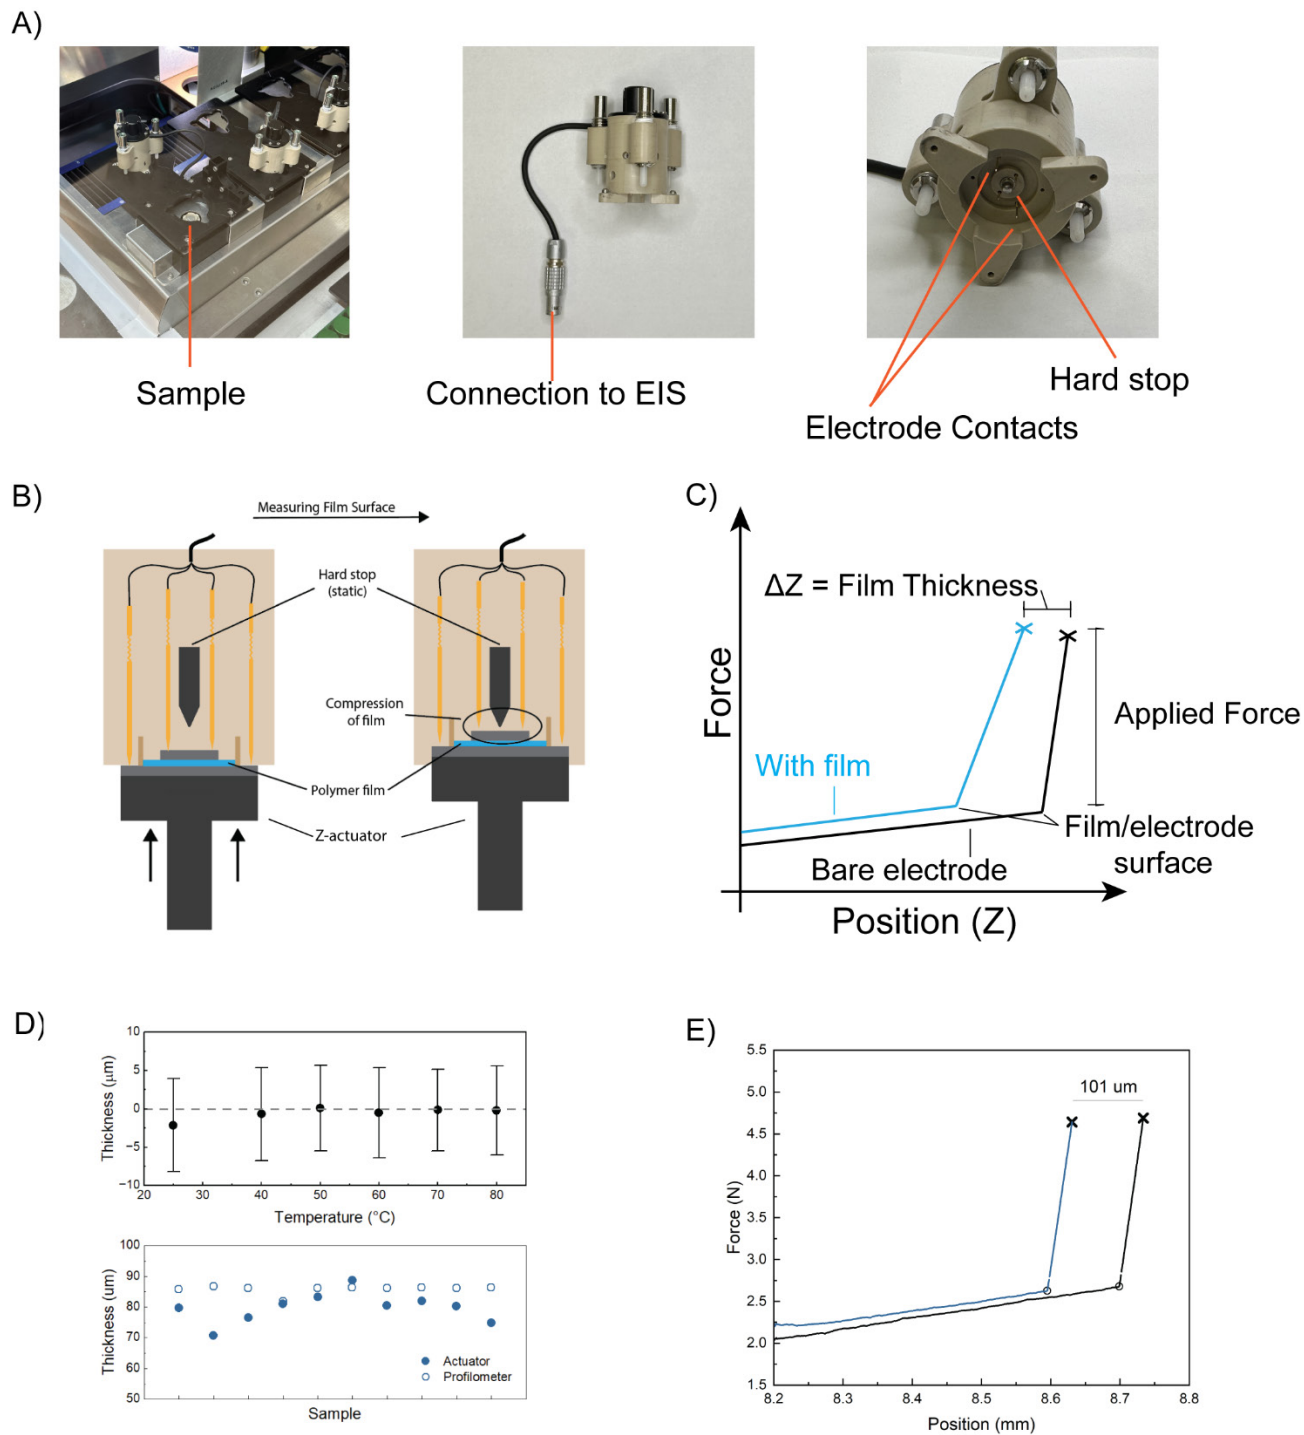 A)
Sample
Connection to EIS
Hard stop
Electrode Contacts
B)
Measuring Film Surface
Hard stop
(static)
Compression
of film
Polymer film
Z-actuator
C)
ΔZ = Film Thickness
Force
Applied Force
With film
Film/electrode
surface
Bare electrode
Position (Z)
D)
Thickness (μm)
10
5
0
−5
−10
20
30
40
50
60
70
80
Temperature (°C)
Thickness (um)
100
90
80
70
60
50
Actuator
Profilometer
Sample
E)
5.5
5.0
4.5
4.0
3.5
3.0
2.5
2.0
1.5
Force (N)
101 um
8.2
8.3
8.4
8.5
8.6
8.7
8.8
Position (mm)